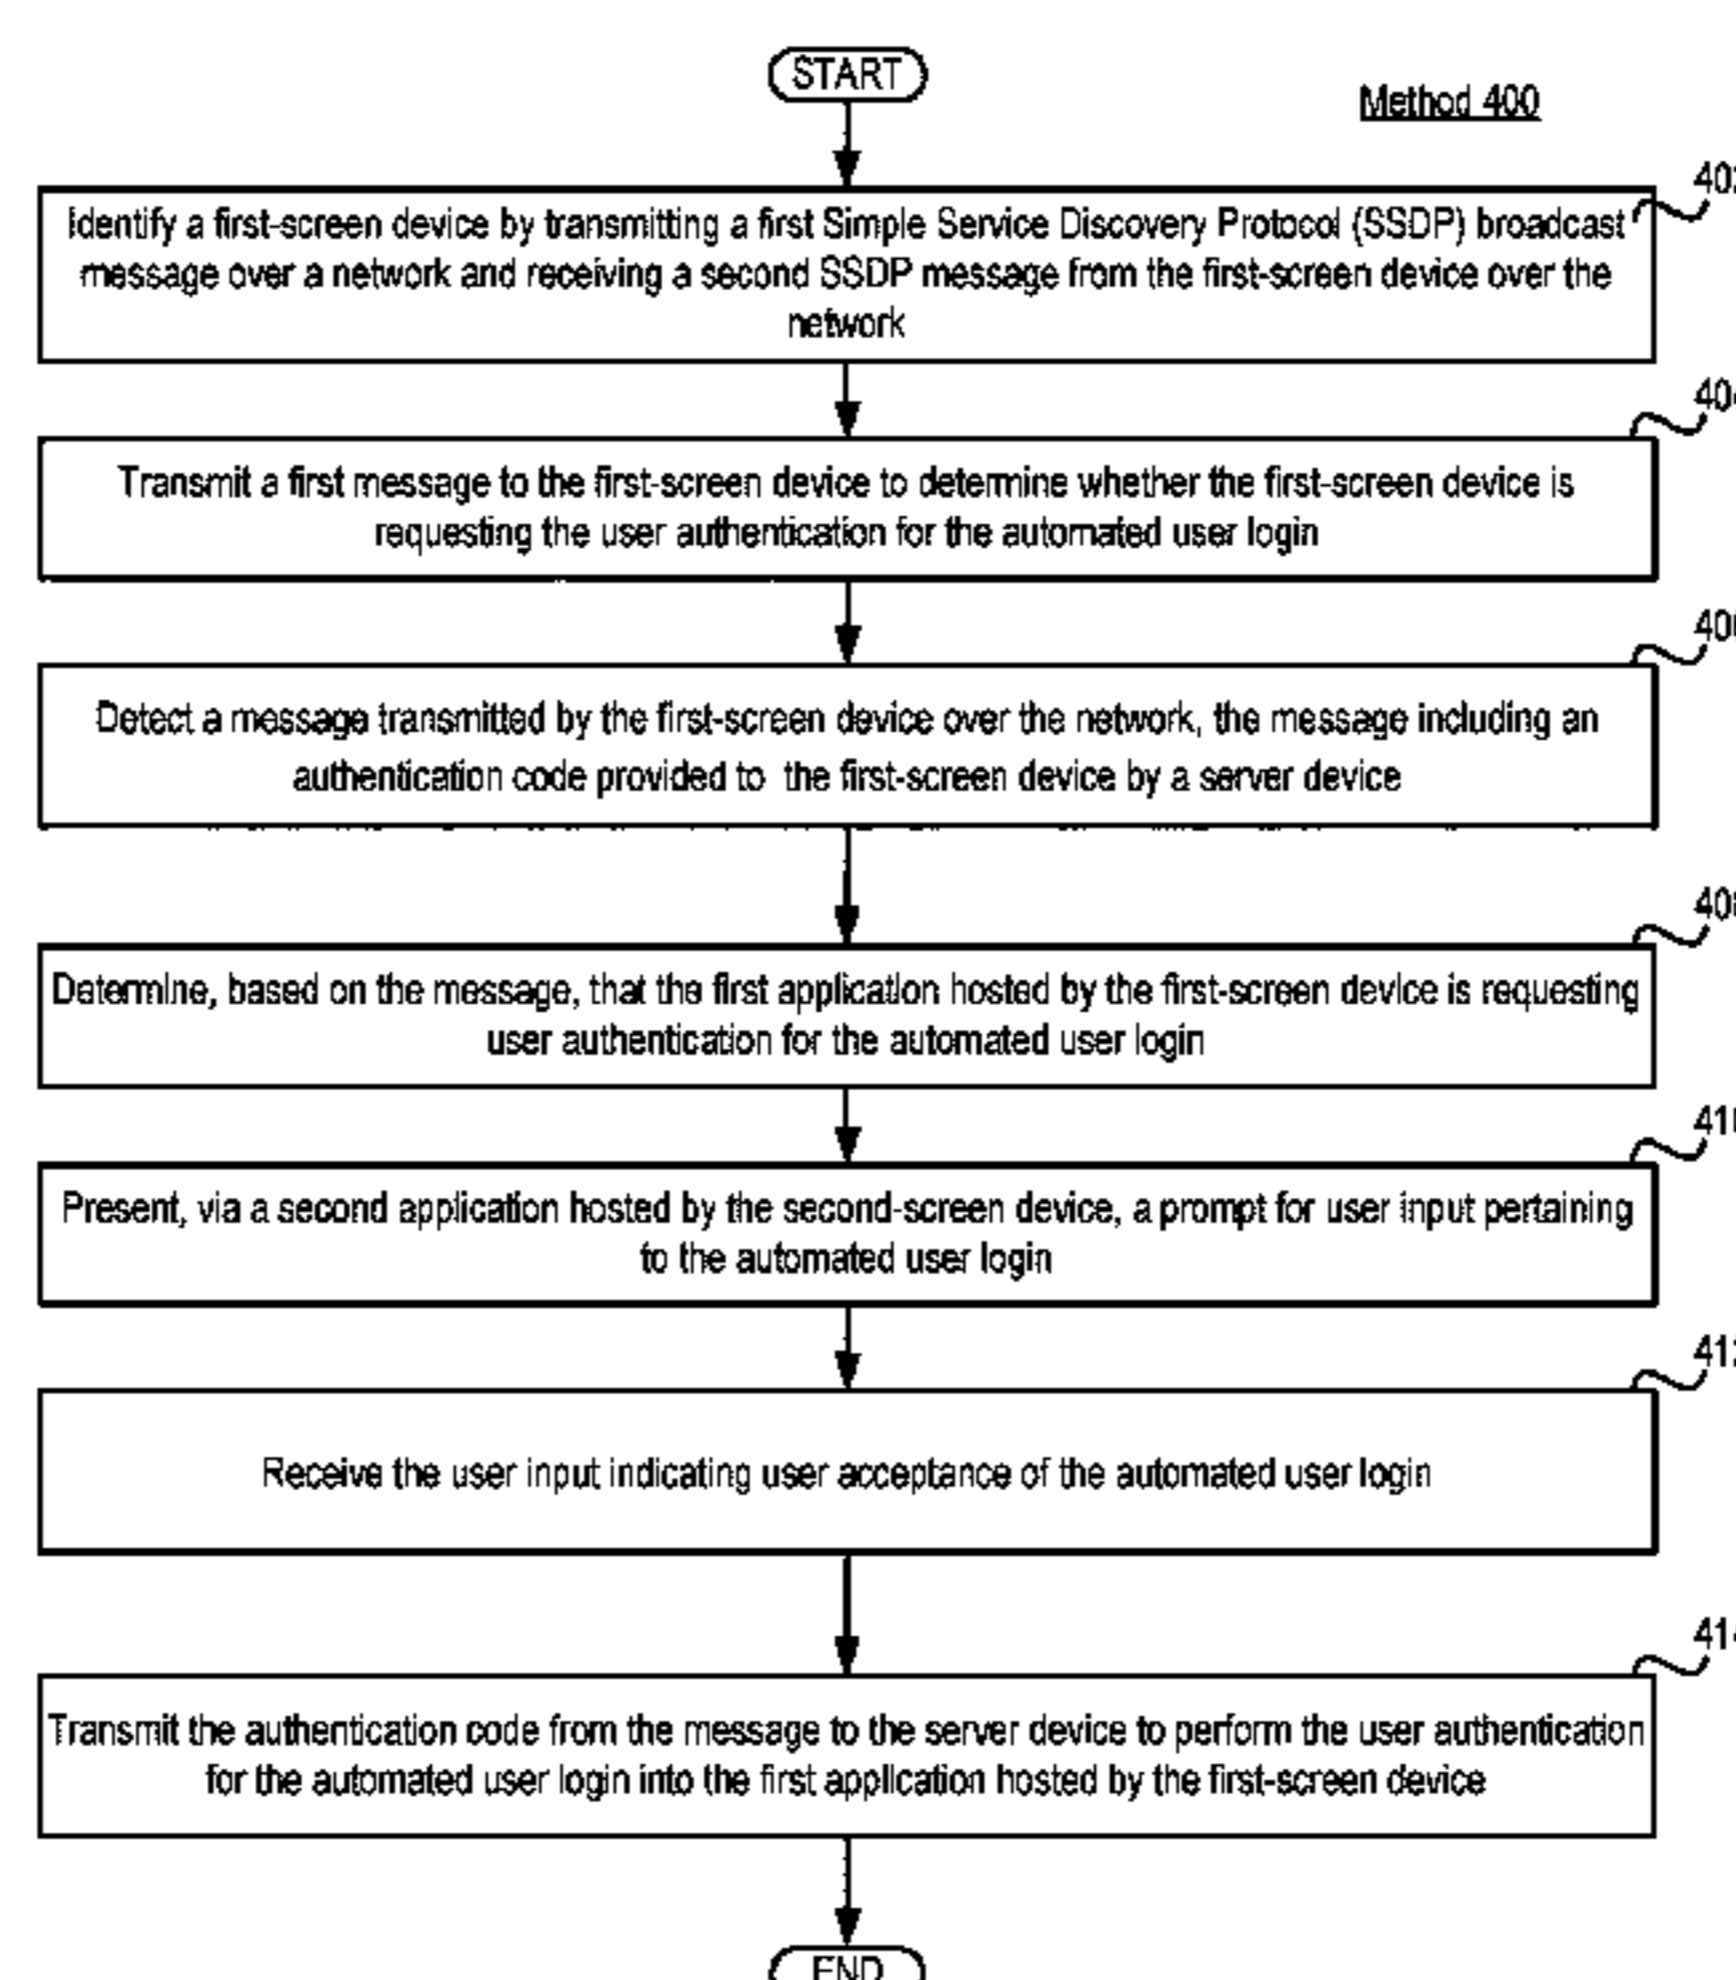 START
Method 400
402
Identify a first-screen device by transmitting a first Simple Service Discovery Protocol (SSDP) broadcast
message over a network and receiving a second SSDP message from the first-screen device over the
network
40
Transmit a first message to the first-screen device to determine whether the first-screen device is
requesting the user authentication for the automated user login
406
Detect a message transmitted by the first-screen device over the network, the message including an
authentication code provided to the first-screen device by a server device
408
Determine, based on the message, that the first application hosted by the first-screen device is requesting
user authentication for the automated user login
410
Present, via a second application hosted by the second-screen device, a prompt for user input pertaining
to the automated user login
412
Receive the user input indicating user acceptance of the automated user login
41
Transmit the authentication code from the message to the server device to perform the user authentication
for the automated user login into the first application hosted by the first-screen device
END